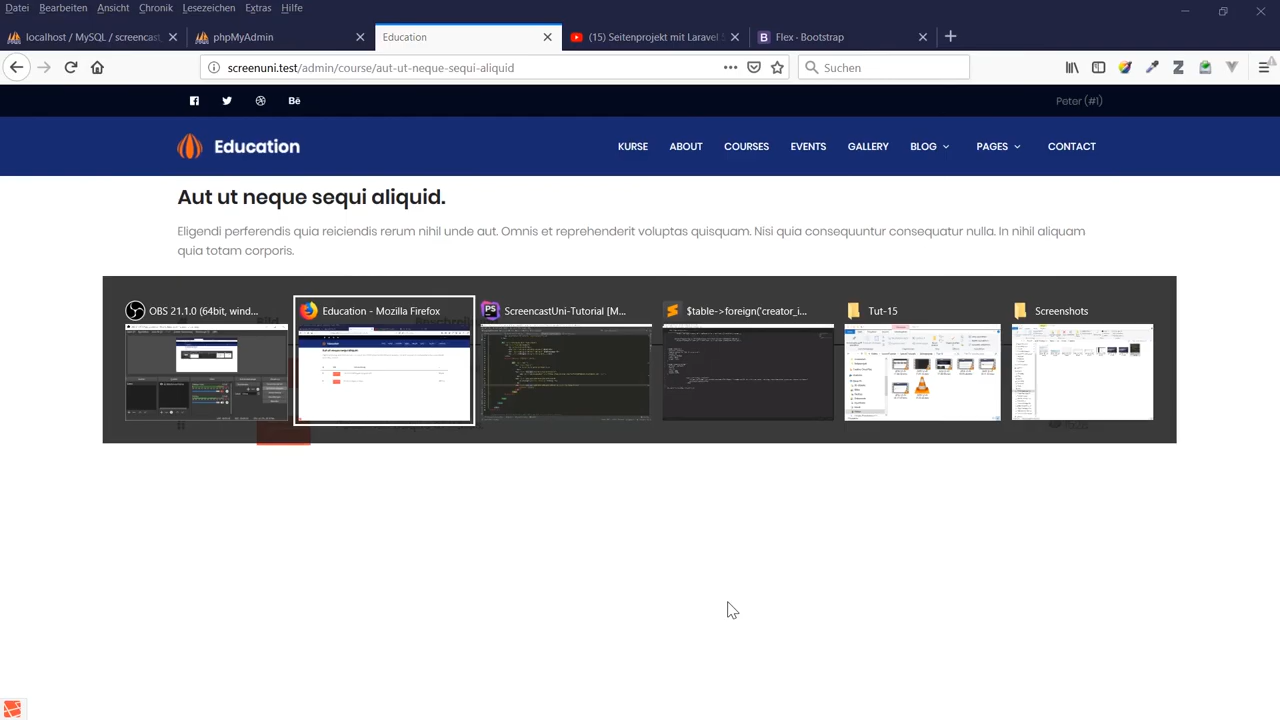 Datei Bearbeiten Ansicht Chronik Lesezeichen Extras Hilfe
localhost / MySQL / screencas
phpMyAdmin
Education
(15) Seitenprojekt mit Laravel 5
Flex · Bootstrap
screenuni.test/admin/course/aut-ut-neque-sequi-aliquid
Suchen
Bē
Peter (#1)
Education
KURSE ABOUT COURSES EVENTS GALLERY BLOG PAGES CONTACT
Aut ut neque sequi aliquid.
Eligendi perferendis quia reiciendis rerum nihil unde aut. Omnis et reprehenderit voluptas quisquam. Nisi quia consequuntur consequatur nulla. In nihil aliquam
quia totam corporis.
OBS 21.1.0 (64bit, wind...
Education - Mozilla Firefox
PS ScreencastUni-Tutorial [M...
$table->foreign('creator_i...
Tut-15
Screenshots